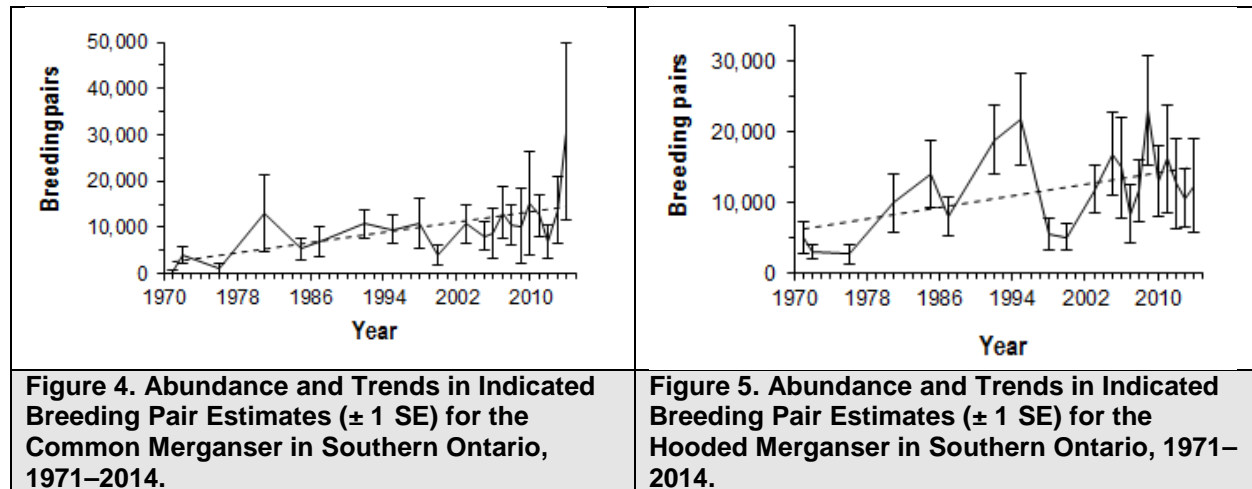 50,000
40,000
30,000
20,000
10,000
0
Breeding pairs
1970 1978 1986 1994 2002 2010
Year
30,000
20,000
10,000
0
Breeding pairs
1970 1978 1986 1994 2002 2010
Year
Figure 4. Abundance and Trends in Indicated
Breeding Pair Estimates (± 1 SE) for the
Common Merganser in Southern Ontario,
1971–2014.
Figure 5. Abundance and Trends in Indicated
Breeding Pair Estimates (± 1 SE) for the
Hooded Merganser in Southern Ontario, 1971–
2014.